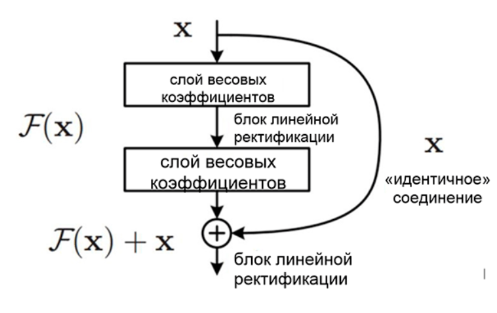 x
слой весовых
коэффициентов
блок линейной
ректификации
F(x)
x
слой весовых
коэффициентов
«идентичное»
соединение
F(x) + x
+
блок линейной
ректификации